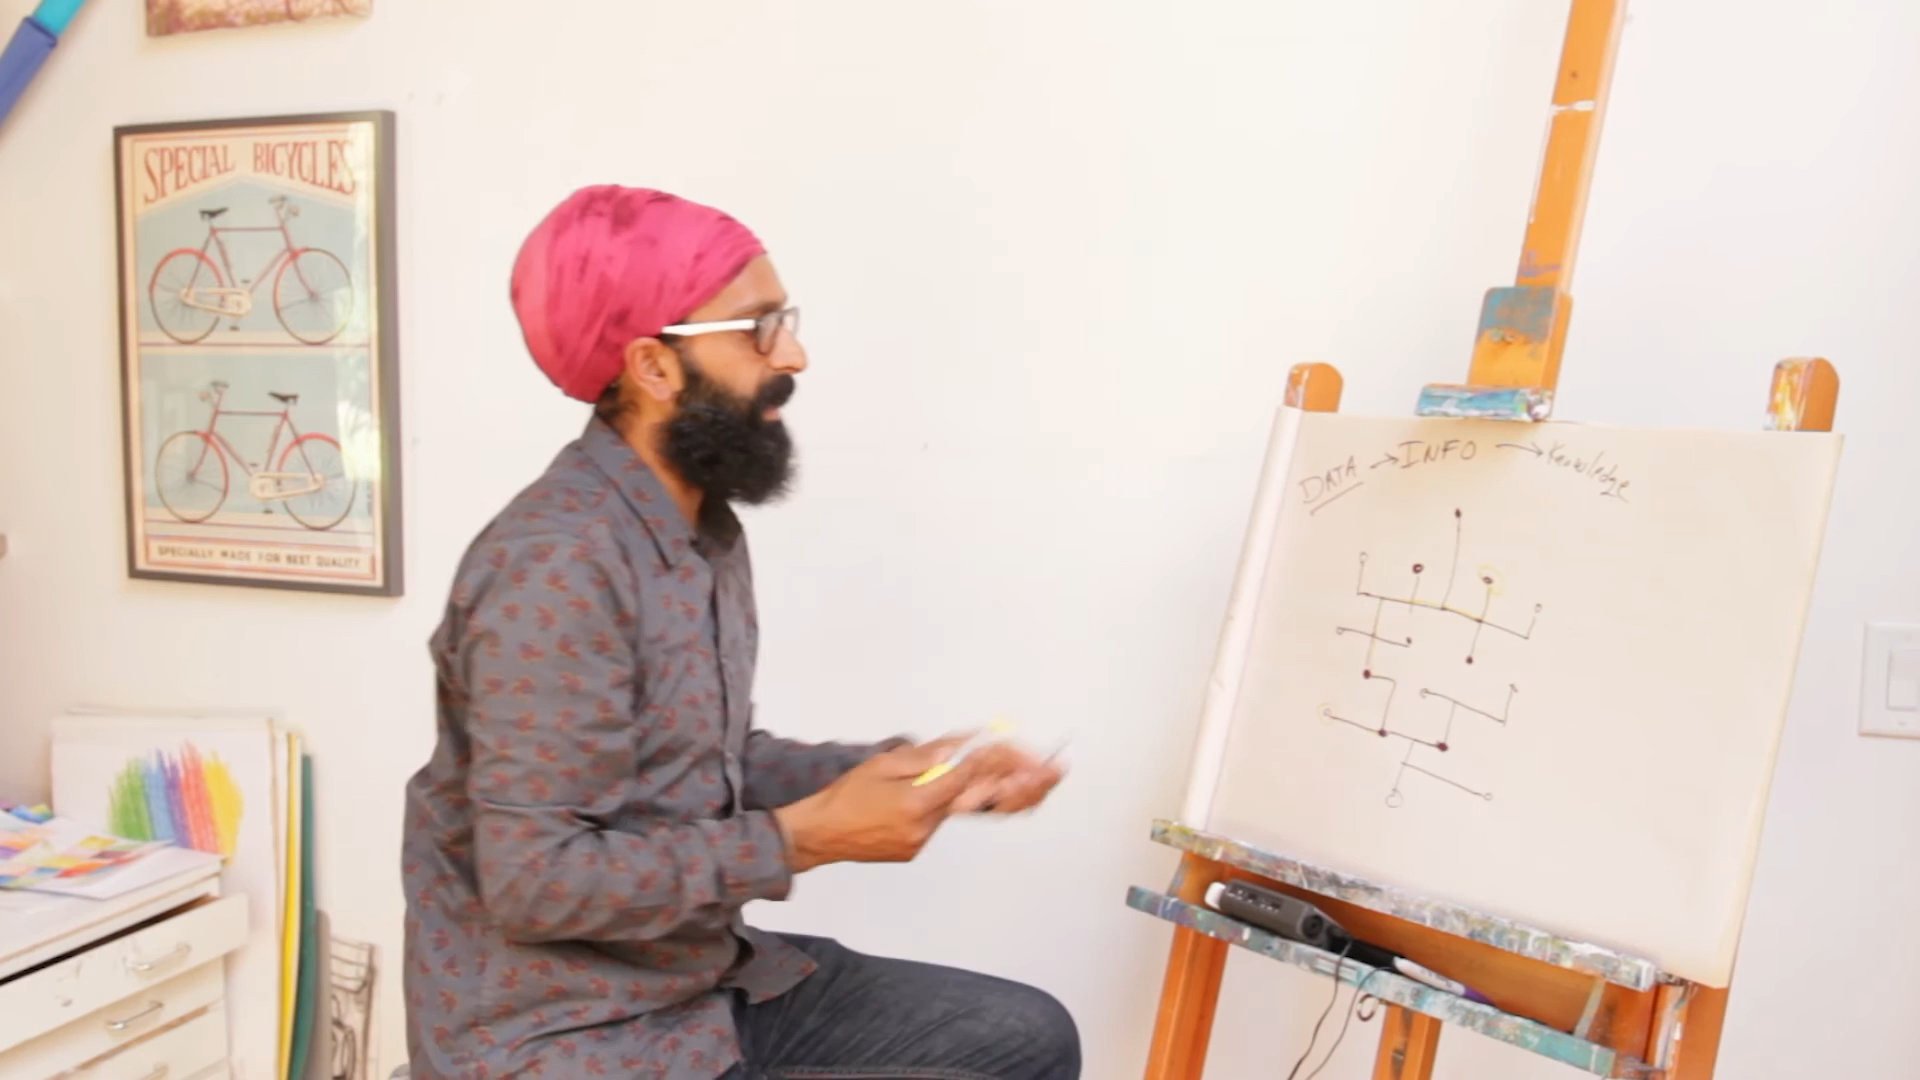 SPECIAL BICYCLES
SPECIALLY MADE FOR BEST QUALITY
DATA → INFO → Knowledge